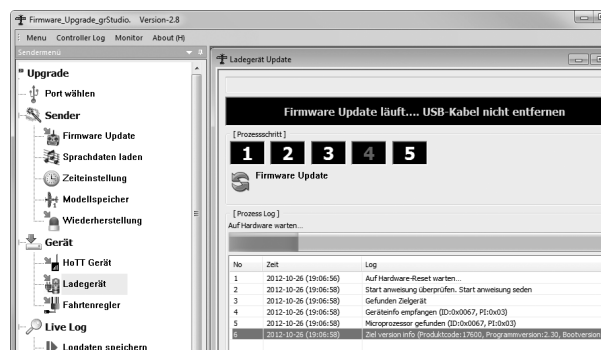 Firmware_Upgrade_grStudio. Version-2.8
Menu Controller Log Monitor About (H)
Sendermenü
Upgrade
Port wählen
Sender
Firmware Update
Sprachdaten laden
Zeiteinstellung
Modellspeicher
Wiederherstellung
Gerät
HoTT Gerät
Ladegerät
Fahrtenregler
Live Log
Logdaten speichern
Ladegerät Update
Firmware Update läuft.... USB-Kabel nicht entfernen
[ Prozessschritt ]
1 2 3 4 5
Firmware Update
[ Prozess Log ]
Auf Hardware warten...
No Zeit Log
1 2012-10-26 (19:06:56) Auf Hardware-Reset warten...
2 2012-10-26 (19:06:58) Start anweisung überprüfen. Start anweisung seden
3 2012-10-26 (19:06:58) Gefunden Zielgerät
4 2012-10-26 (19:06:58) Geräteinfo empfangen (ID:0x0067, PI:0x03)
5 2012-10-26 (19:06:58) Microprozessor gefunden (ID:0x0067, PI:0x03)
6 2012-10-26 (19:06:58) Ziel version info (Produktcode:17600, Programmversion:2.30, Bootversion